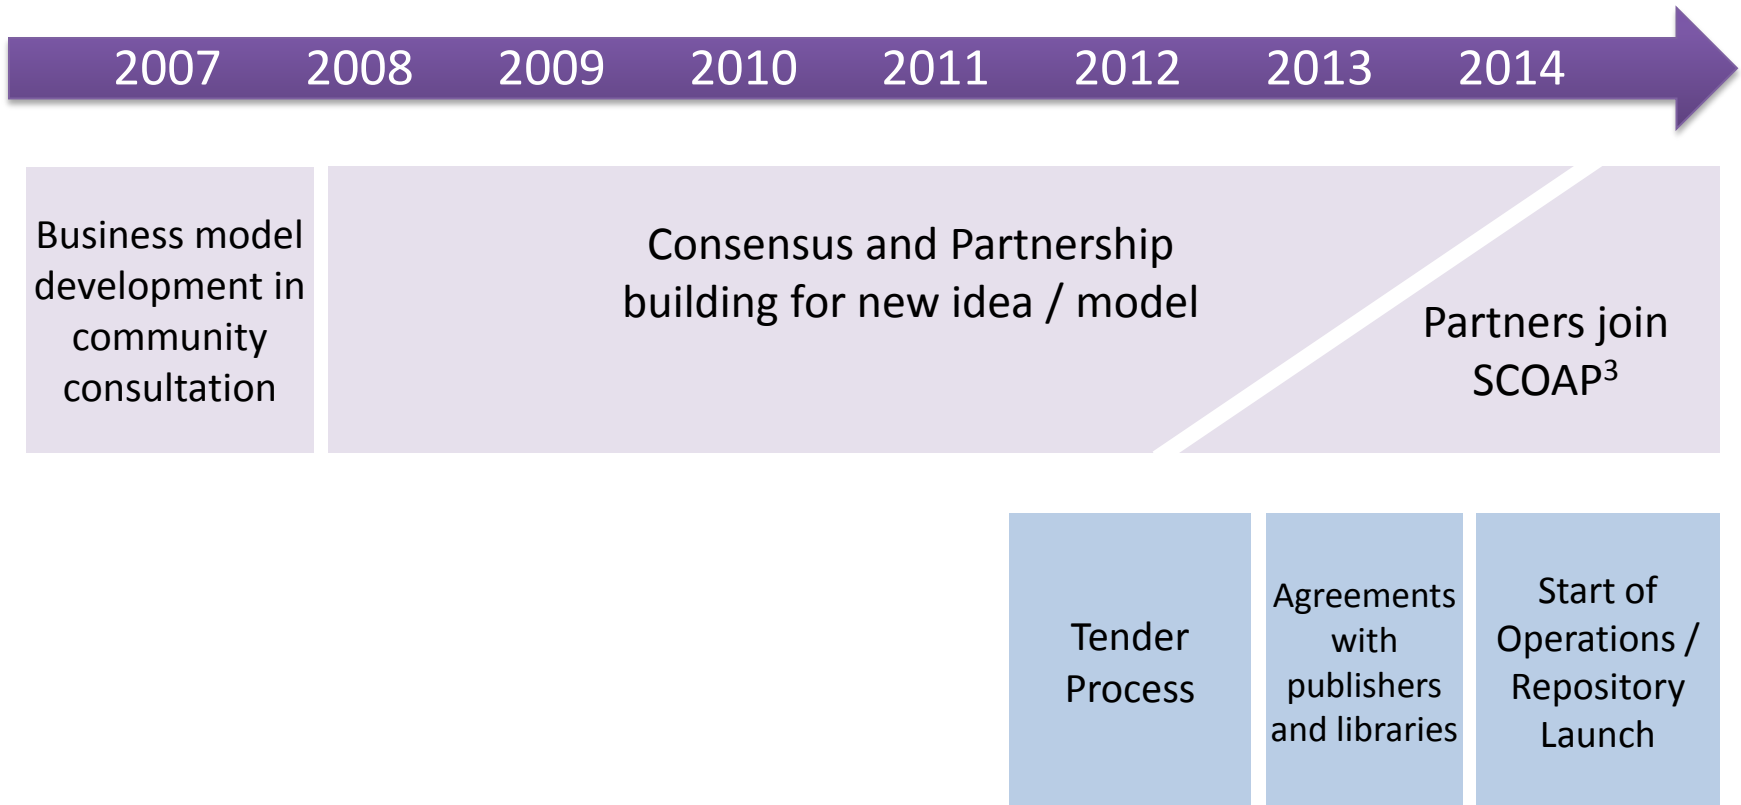 2007 2008 2009 2010 2011 2012 2013 2014
Business model
development in
community
consultation
Consensus and Partnership
building for new idea / model
Partners join
SCOAP³
Tender
Process
Agreements
with
publishers
and libraries
Start of
Operations /
Repository
Launch